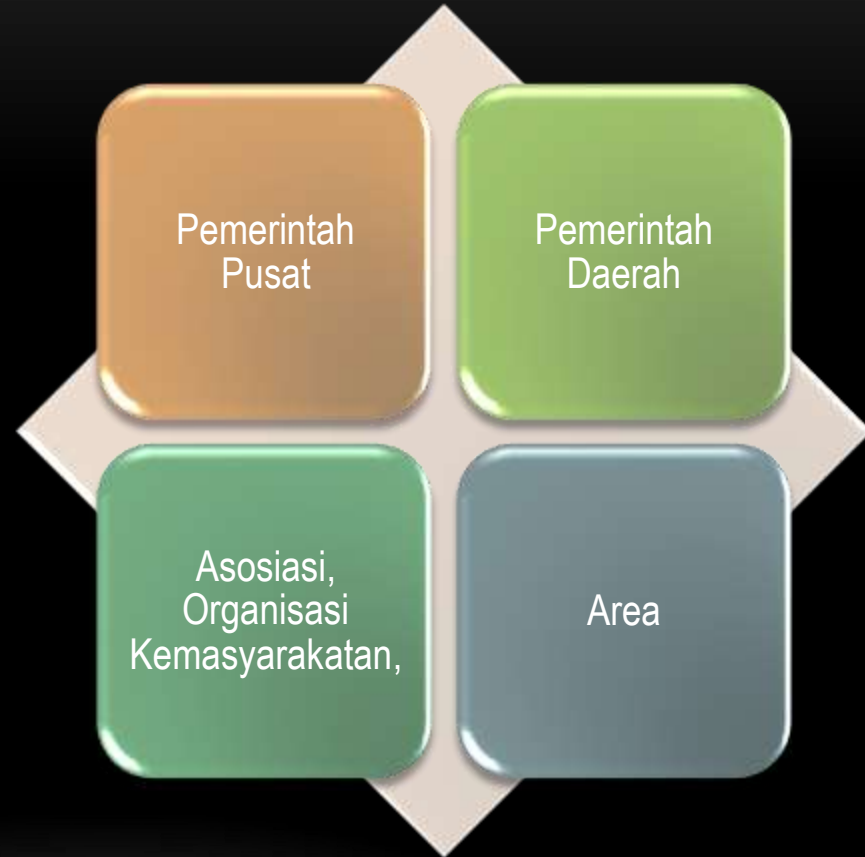 Pemerintah
Pusat
Pemerintah
Daerah
Asosiasi,
Organisasi
Kemasyarakatan,
Area